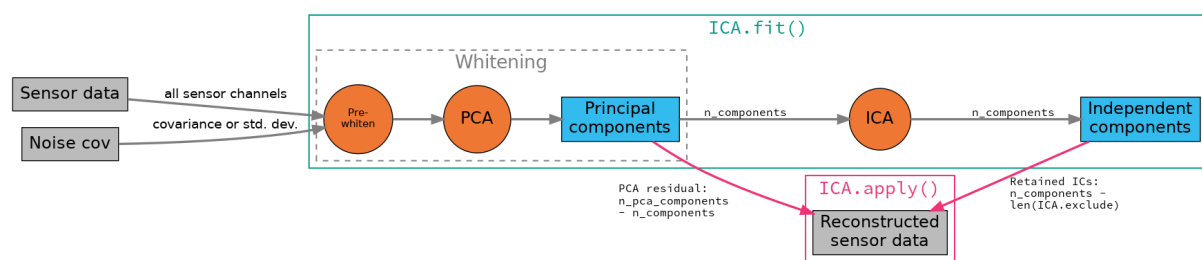 ICA.fit()
Whitening
Sensor data
all sensor channels
Noise cov
covariance or std. dev.
Pre-
whiten
PCA
Principal
components
n_components
ICA
n_components
Independent
components
PCA residual:
n_pca_components
- n_components
ICA.apply()
Reconstructed
sensor data
Retained ICs:
n_components -
len(ICA.exclude)